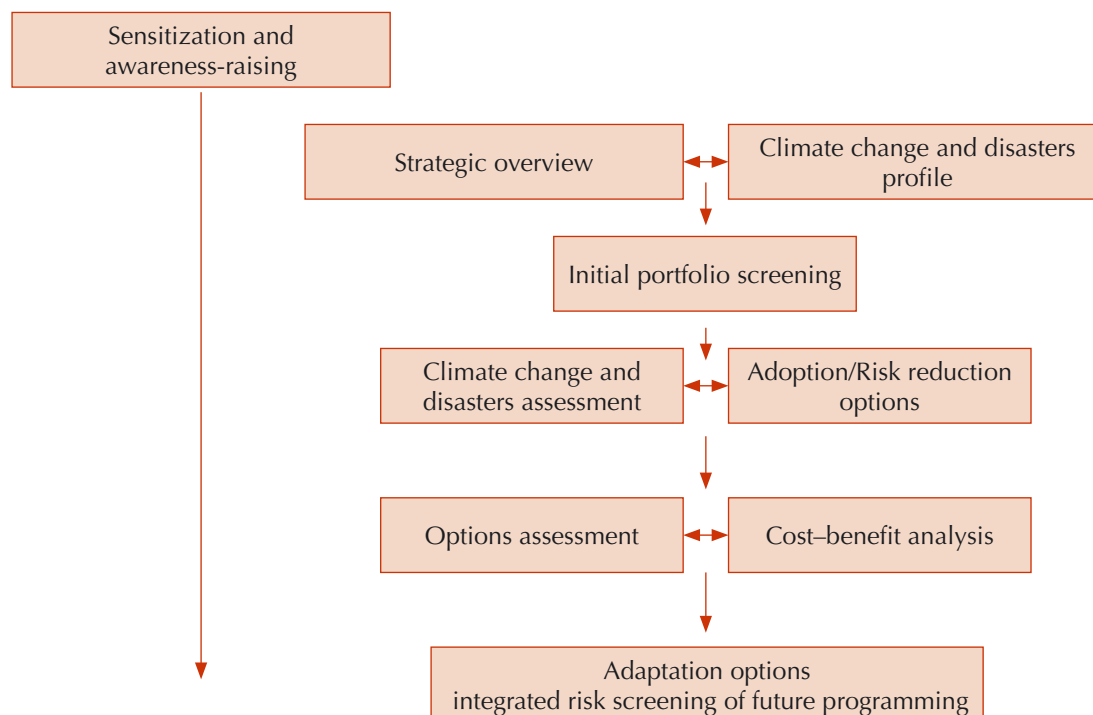 Sensitization and
awareness-raising
Strategic overview
Climate change and disasters
profile
Initial portfolio screening
Climate change and
disasters assessment
Adoption/Risk reduction
options
Options assessment
Cost–benefit analysis
Adaptation options
integrated risk screening of future programming